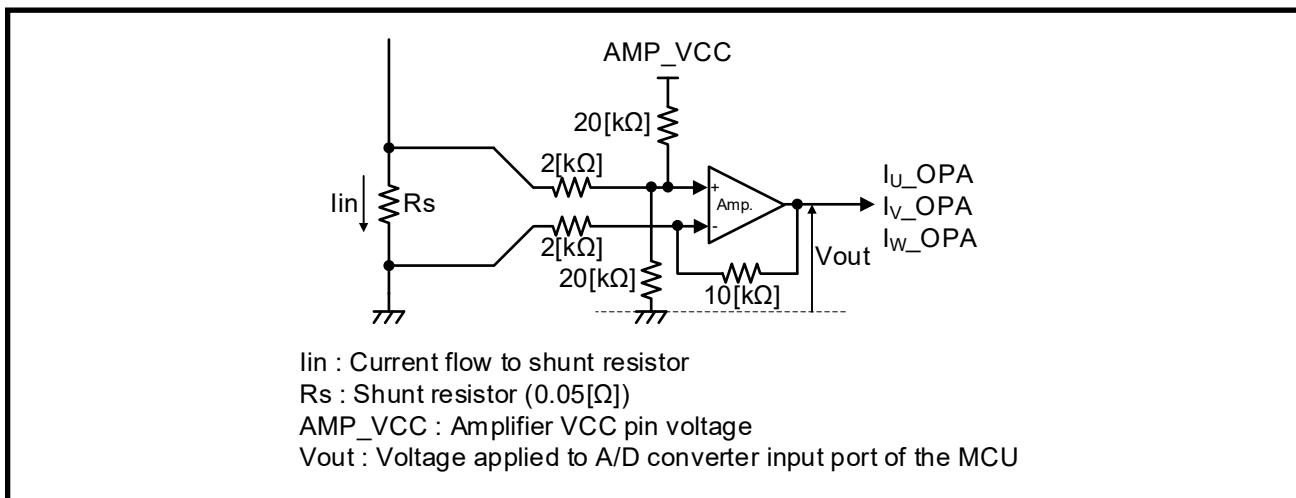 AMP_VCC
20[kΩ]
2[kΩ]
+
Amp.
-
Iin
Rs
2[kΩ]
20[kΩ]
10[kΩ]
Vout
IU_OPA
IV_OPA
IW_OPA
Iin : Current flow to shunt resistor
Rs : Shunt resistor (0.05[Ω])
AMP_VCC : Amplifier VCC pin voltage
Vout : Voltage applied to A/D converter input port of the MCU